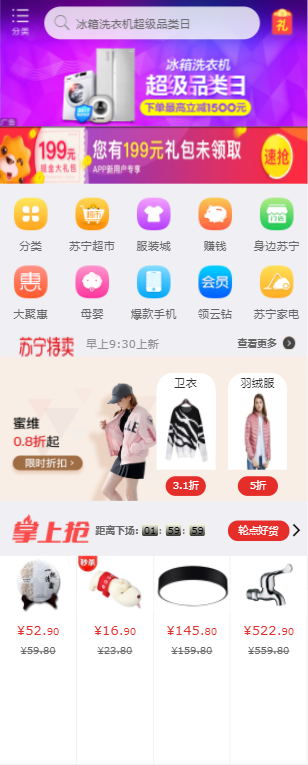 分类
冰箱洗衣机超级品类日
礼
冰箱洗衣机
超级品类日
下单最高立减1500元
广告
199元
现金大礼包
您有199元礼包未领取
APP新用户专享
速抢
超市
苏宁
分类
苏宁超市
服装城
赚钱
身边苏宁
惠
会员
大聚惠
母婴
爆款手机
领云钻
苏宁家电
苏宁特卖
早上9:30上新
查看更多
蜜维
0.8折起
限时折扣
卫衣
3.1折
羽绒服
5折
掌上抢
距离下场: 01 : 59 : 59
轮点好货
秒杀
¥52.90
¥16.90
¥145.80
¥522.90
¥59.80
¥23.80
¥159.80
¥559.80